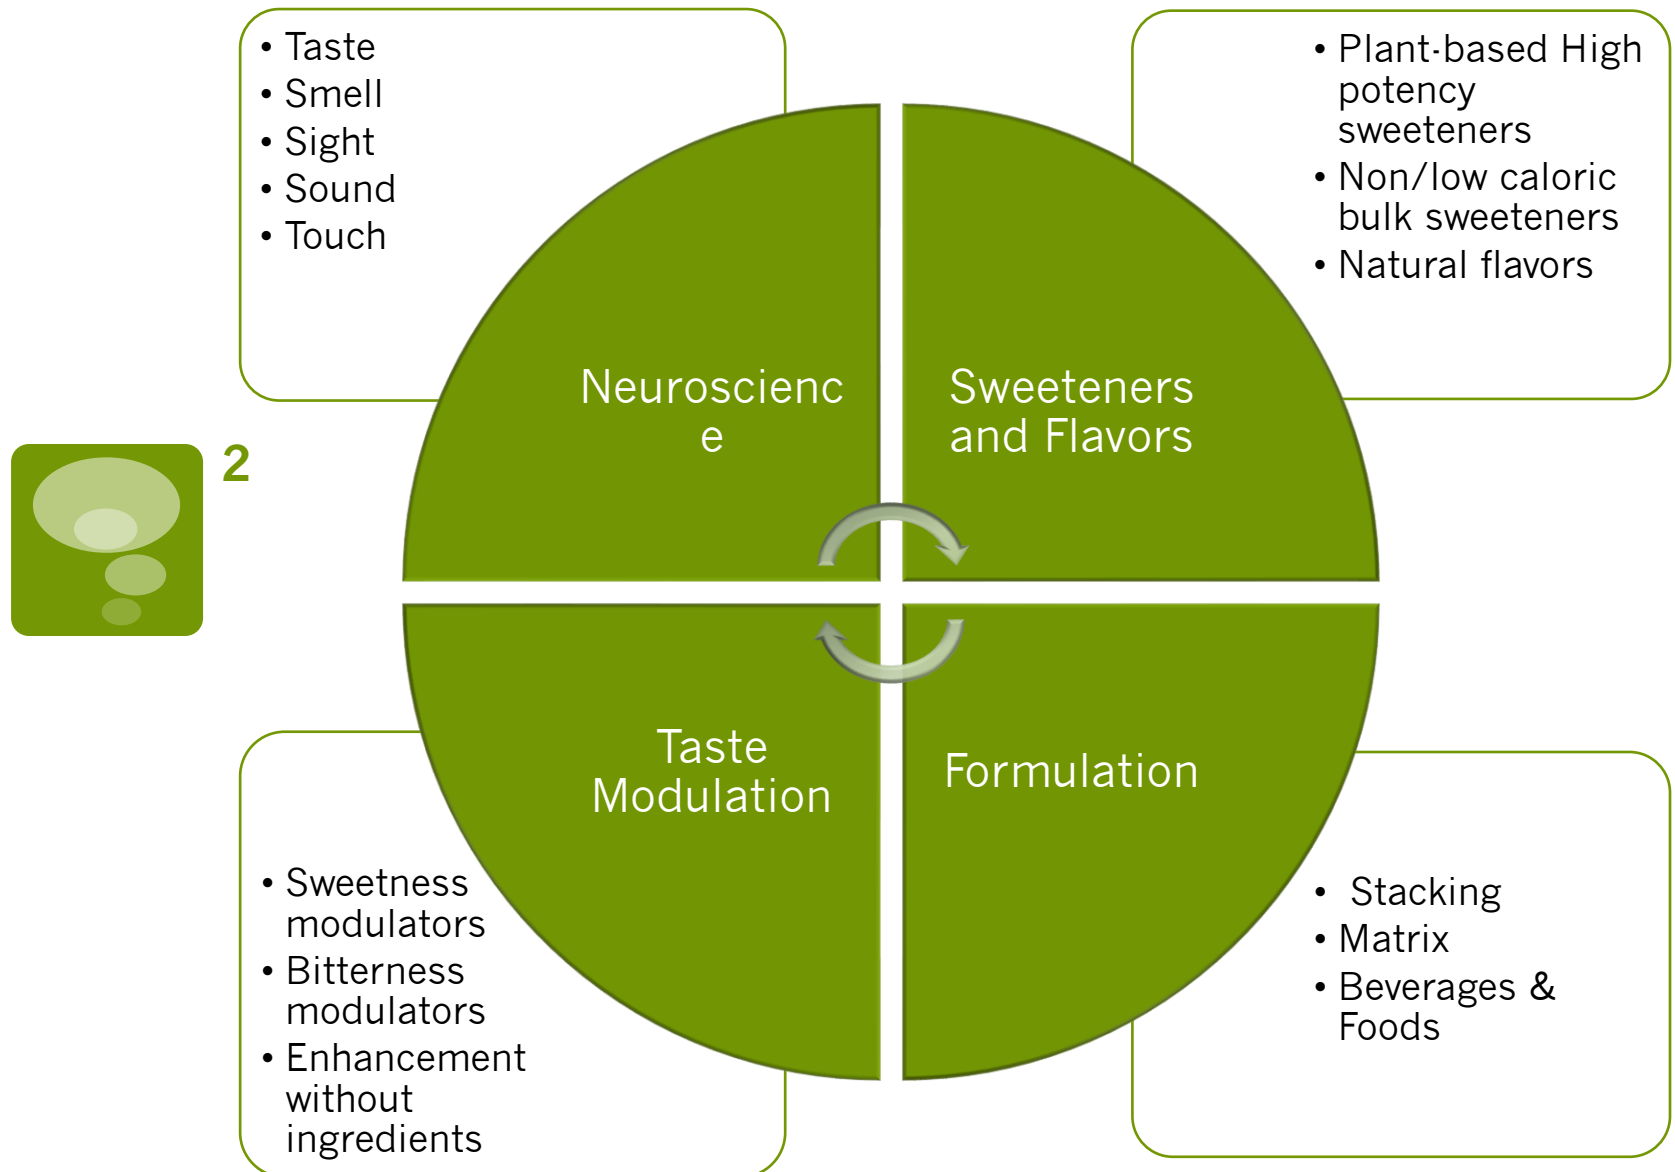 • Taste
• Smell
• Sight
• Sound
• Touch
• Plant-based High
potency
sweeteners
• Non/low caloric
bulk sweeteners
• Natural flavors
Neuroscienc
e
Sweeteners
and Flavors
2
Taste
Modulation
Formulation
• Sweetness
modulators
• Bitterness
modulators
• Enhancement
without
ingredients
• Stacking
• Matrix
• Beverages &
Foods